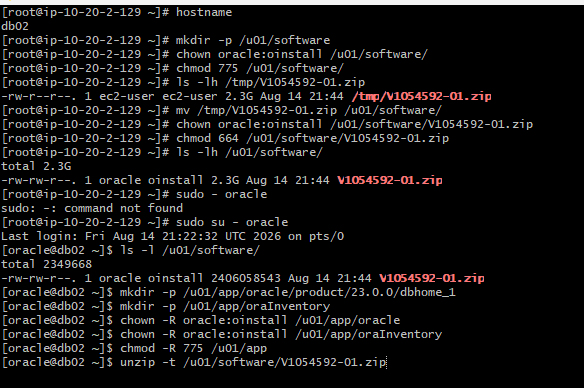 [root@ip-10-20-2-129 ~]# hostname
db02
[root@ip-10-20-2-129 ~]# mkdir -p /u01/software
[root@ip-10-20-2-129 ~]# chown oracle:oinstall /u01/software/
[root@ip-10-20-2-129 ~]# chmod 775 /u01/software/
[root@ip-10-20-2-129 ~]# ls -lh /tmp/V1054592-01.zip
-rw-r--r--. 1 ec2-user ec2-user 2.3G Aug 14 21:44 /tmp/V1054592-01.zip
[root@ip-10-20-2-129 ~]# mv /tmp/V1054592-01.zip /u01/software/
[root@ip-10-20-2-129 ~]# chown oracle:oinstall /u01/software/V1054592-01.zip
[root@ip-10-20-2-129 ~]# chmod 664 /u01/software/V1054592-01.zip
[root@ip-10-20-2-129 ~]# ls -lh /u01/software/
total 2.3G
-rw-rw-r--. 1 oracle oinstall 2.3G Aug 14 21:44 V1054592-01.zip
[root@ip-10-20-2-129 ~]# sudo - oracle
sudo: -: command not found
[root@ip-10-20-2-129 ~]# sudo su - oracle
Last login: Fri Aug 14 21:22:32 UTC 2026 on pts/0
[oracle@db02 ~]$ ls -l /u01/software/
total 2349668
-rw-rw-r--. 1 oracle oinstall 2406058543 Aug 14 21:44 V1054592-01.zip
[oracle@db02 ~]$ mkdir -p /u01/app/oracle/product/23.0.0/dbhome_1
[oracle@db02 ~]$ mkdir -p /u01/app/oraInventory
[oracle@db02 ~]$ chown -R oracle:oinstall /u01/app/oracle
[oracle@db02 ~]$ chown -R oracle:oinstall /u01/app/oraInventory
[oracle@db02 ~]$ chmod -R 775 /u01/app
[oracle@db02 ~]$ unzip -t /u01/software/V1054592-01.zip